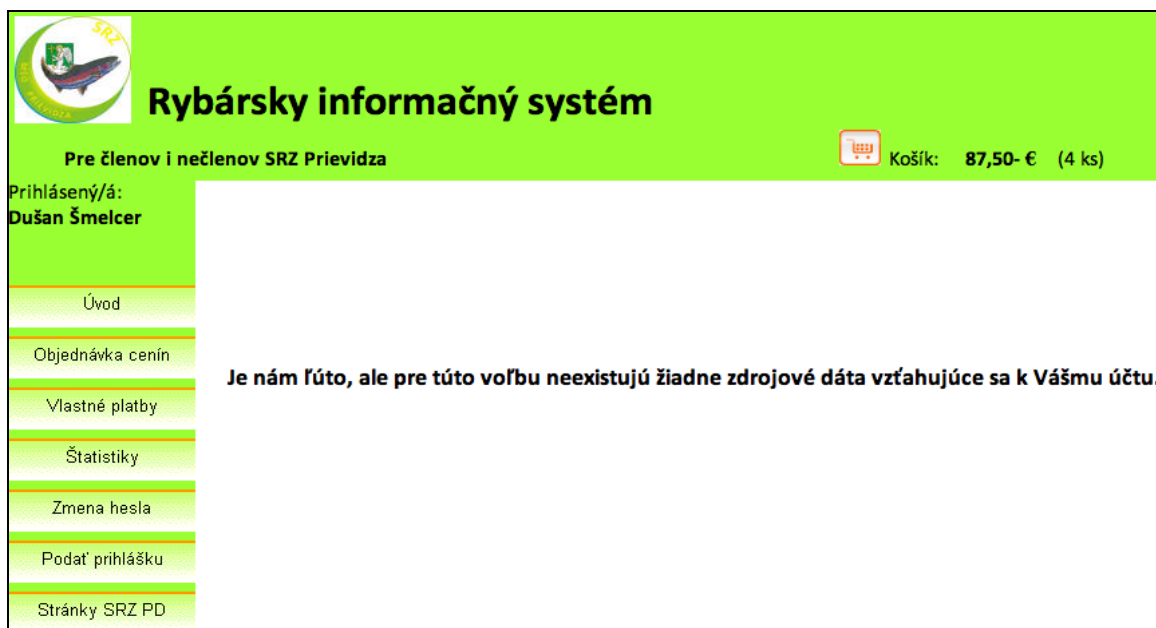 SRZ
MSO PRIEVIDZA
Rybársky informačný systém
Pre členov i nečlenov SRZ Prievidza
Košík: 87,50- € (4 ks)
Prihlásený/á:
Dušan Šmelcer
Úvod
Objednávka cenín
Vlastné platby
Štatistiky
Zmena hesla
Podať prihlášku
Stránky SRZ PD
Je nám ľúto, ale pre túto voľbu neexistujú žiadne zdrojové dáta vzťahujúce sa k Vášmu účtu.